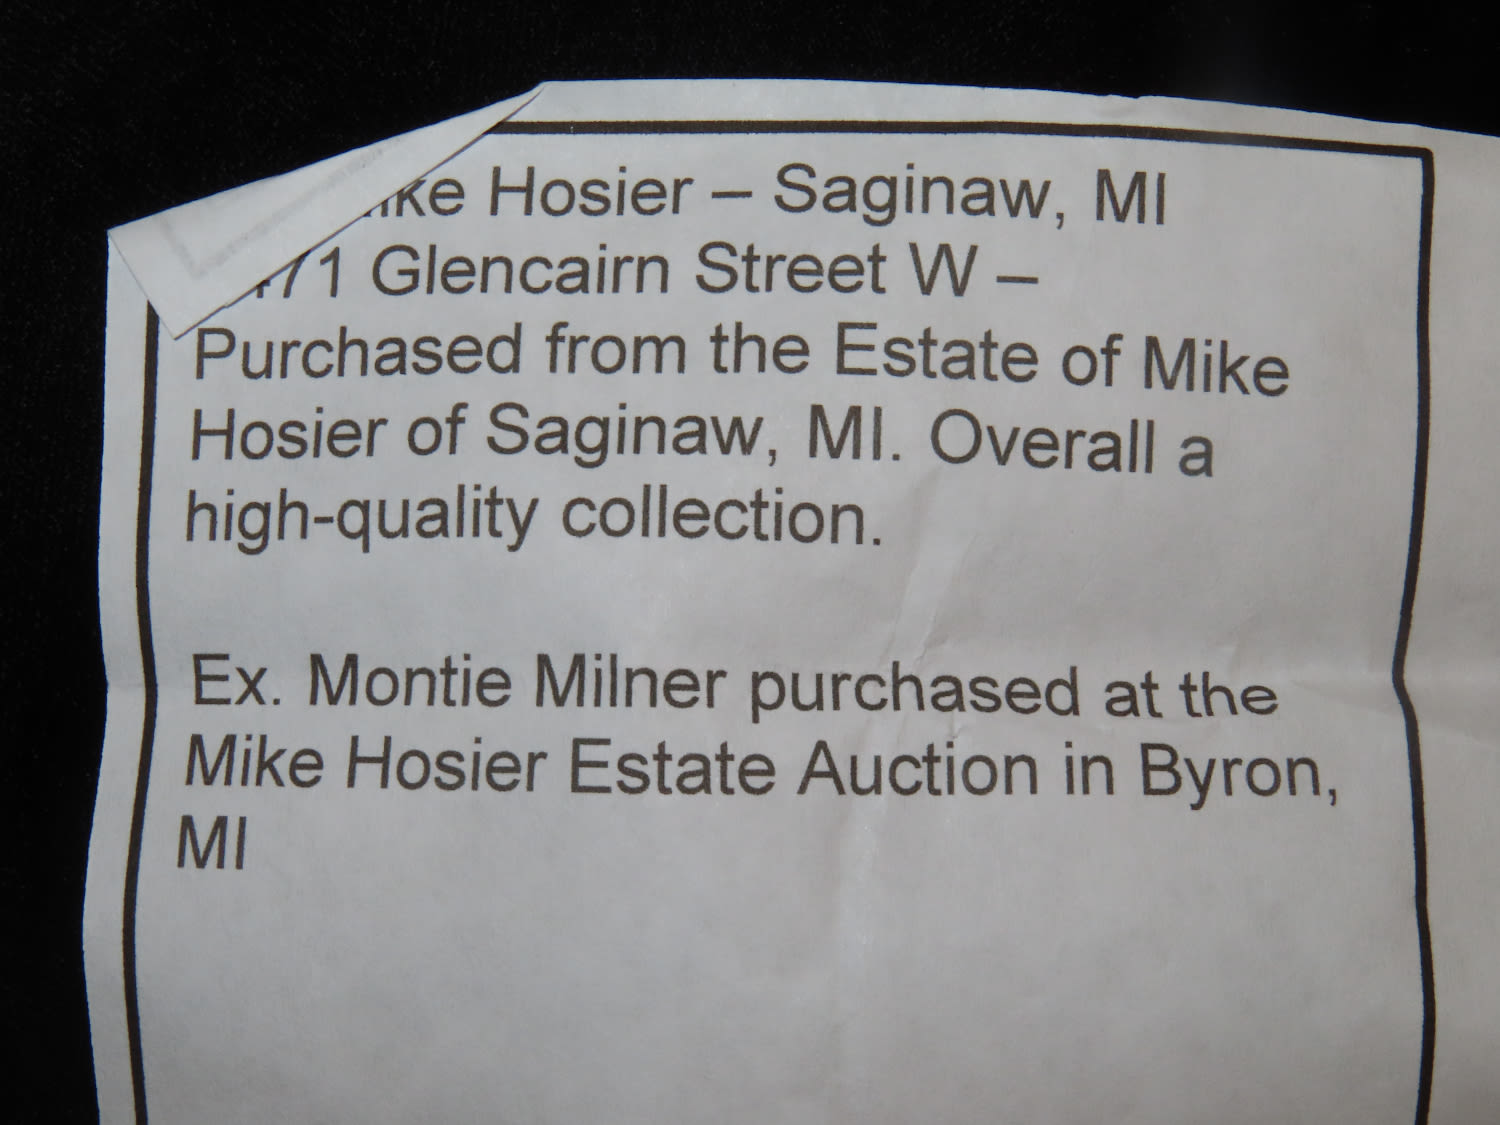 Hosier – Saginaw, MI
Glencairn Street W –
Purchased from the Estate of Mike
Hosier of Saginaw, MI. Overall a
high-quality collection.
Ex. Montie Milner purchased at the
Mike Hosier Estate Auction in Byron,
MI